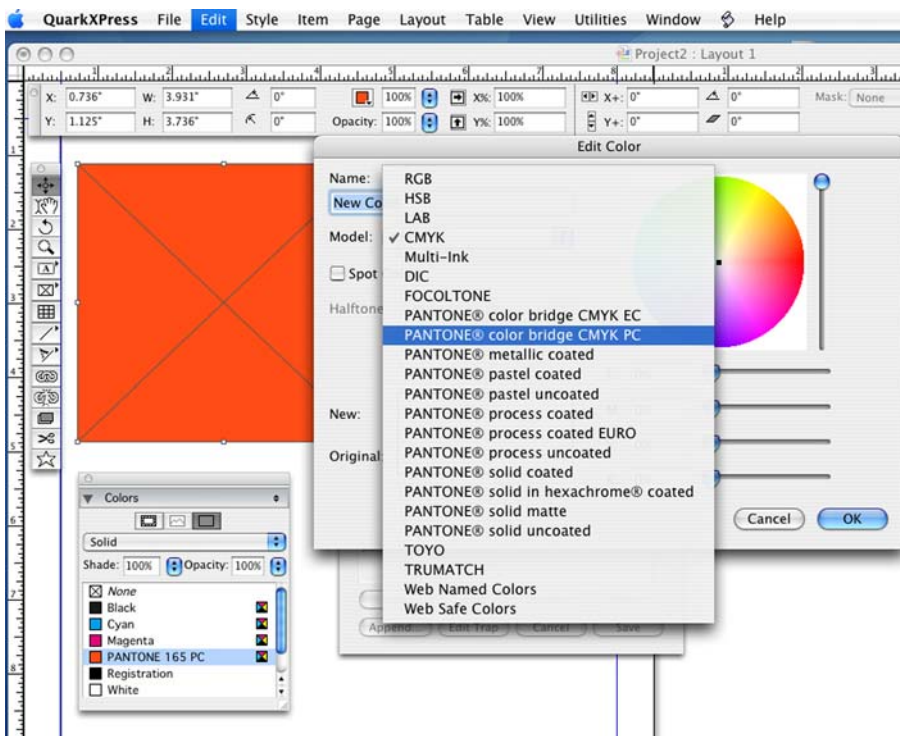 QuarkXPress File Edit Style Item Page Layout Table View Utilities Window Help
Project2 : Layout 1
X: 0.736" W: 3.931" 0° 100% X%: 100% X+: 0° 0° Mask: None
Y: 1.125" H: 3.736" 0° Opacity: 100% Y%: 100% Y+: 0° 0°
Edit Color
Name:
New Co
Model:
Spot
Halftone
New:
Original
RGB
HSB
LAB
✓ CMYK
Multi-Ink
DIC
FOCOLTONE
PANTONE® color bridge CMYK EC
PANTONE® color bridge CMYK PC
PANTONE® metallic coated
PANTONE® pastel coated
PANTONE® pastel uncoated
PANTONE® process coated
PANTONE® process coated EURO
PANTONE® process uncoated
PANTONE® solid coated
PANTONE® solid in hexachrome® coated
PANTONE® solid matte
PANTONE® solid uncoated
TOYO
TRUMATCH
Web Named Colors
Web Safe Colors
Cancel OK
Append... Edit Trap Cancel Save
Colors
Solid
Shade: 100% Opacity: 100%
None
Black
Cyan
Magenta
PANTONE 165 PC
Registration
White